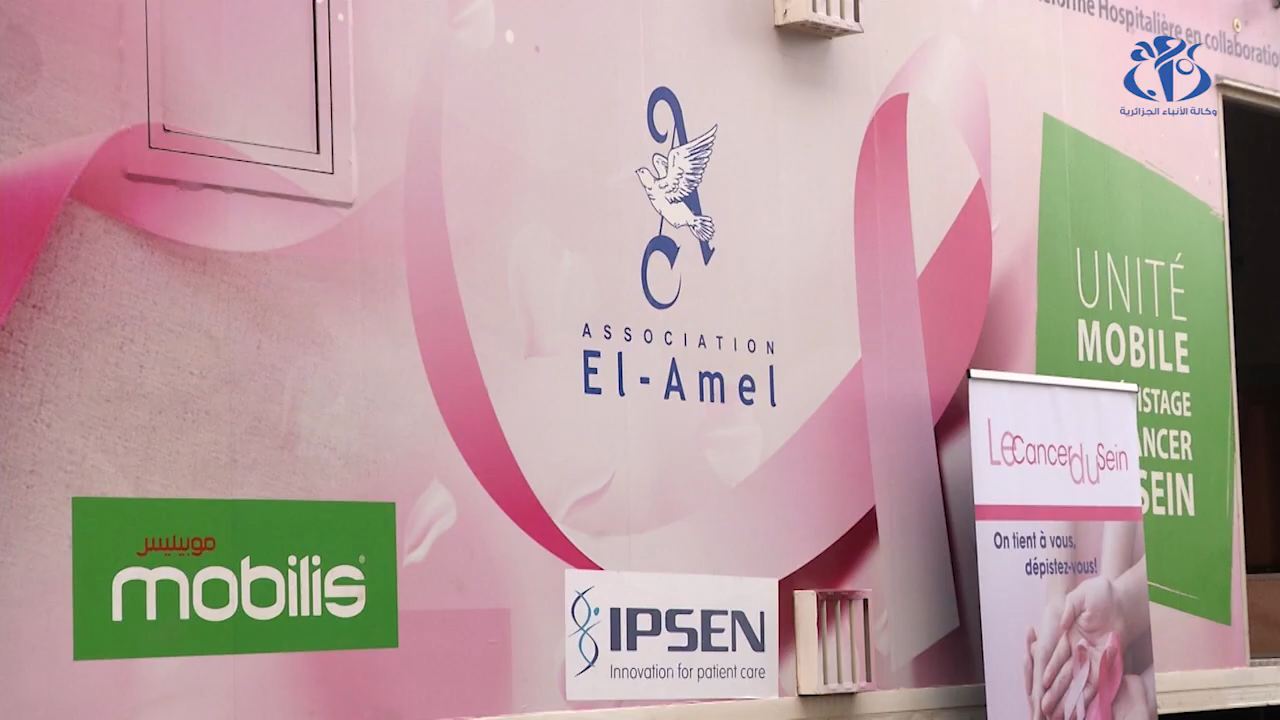 Hospitalière en collaboratio
وكالة الأنباء الجزائرية
ASSOCIATION
El-Amel
UNITÉ
MOBILE
ISTAGE
ANCER
SEIN
Le Cancer du Sein
On tient à vous,
dépistez-vous!
موبيليس
mobilis
IPSEN
Innovation for patient care